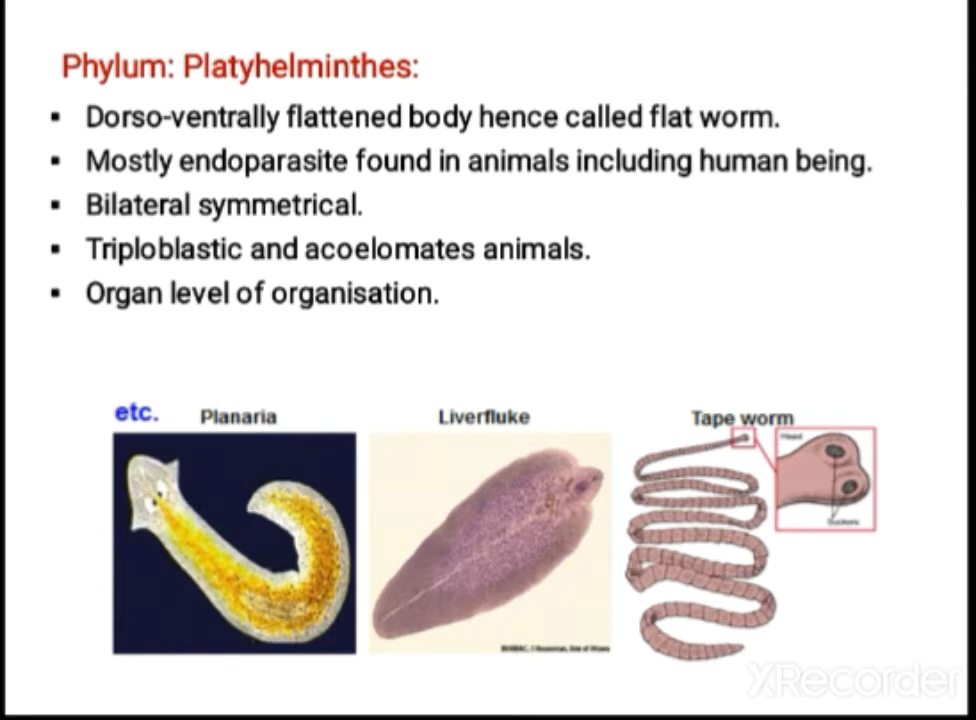 Phylum: Platyhelminthes:
▪ Dorso-ventrally flattened body hence called flat worm.
▪ Mostly endoparasite found in animals including human being.
▪ Bilateral symmetrical.
▪ Triploblastic and acoelomates animals.
▪ Organ level of organisation.
etc. Planaria Liverfluke Tape worm
Head
Suckers
XRecorder